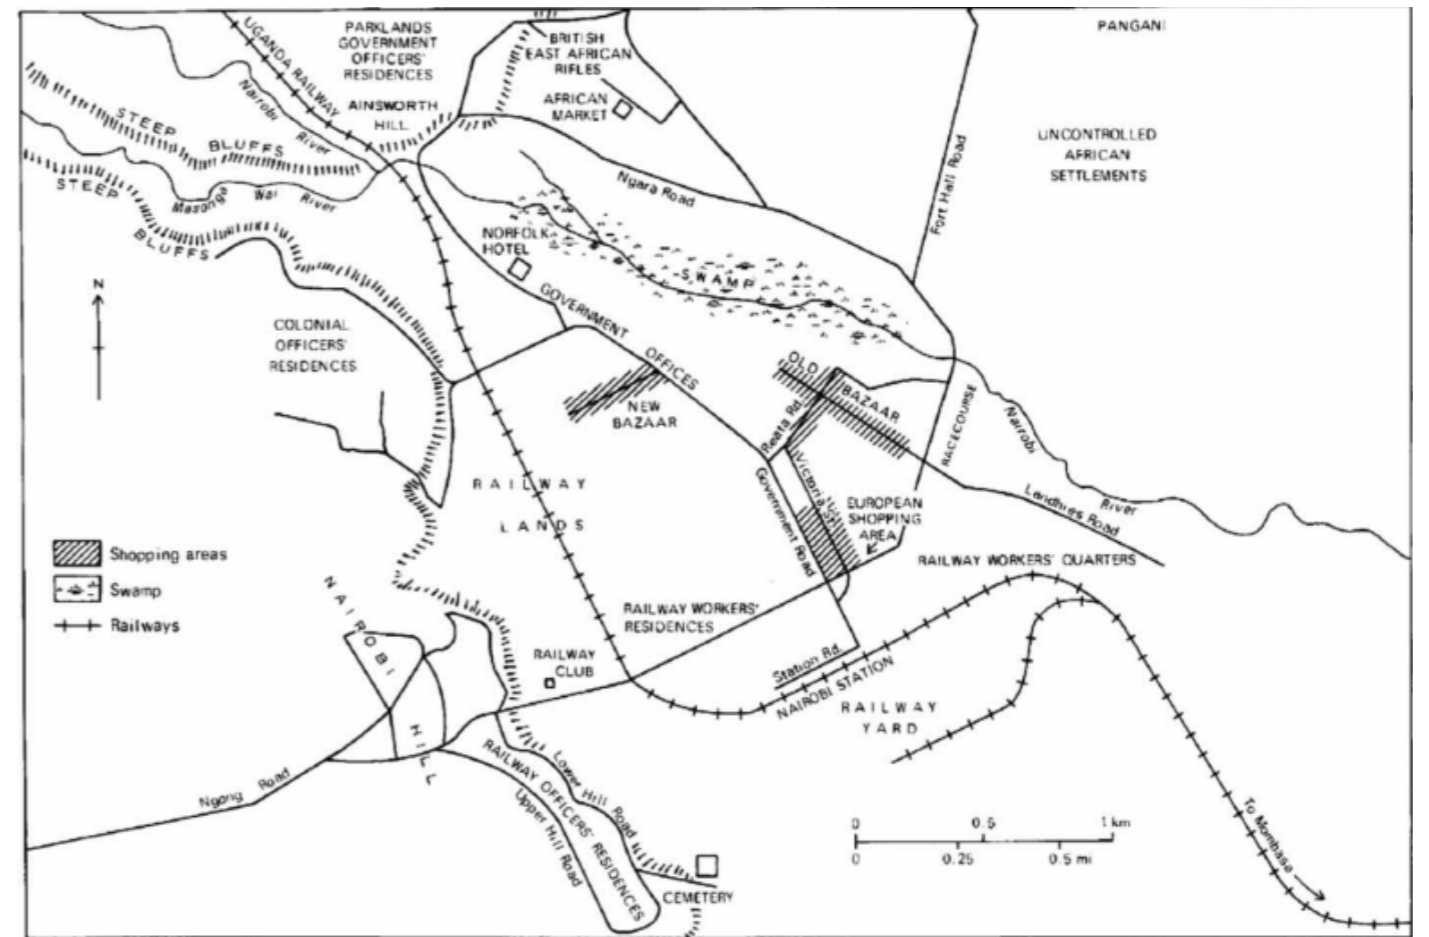 PARKLANDS
GOVERNMENT
OFFICERS'
RESIDENCES
UGANDA RAILWAY
BRITISH
EAST AFRICAN
RIFLES
PANGANI
AFRICAN
MARKET
AINSWORTH
HILL
Nairobi
River
STEEP
BLUFFS
UNCONTROLLED
AFRICAN
SETTLEMENTS
Fort Hall Road
Ngara Road
STEEP
BLUFFS
Masonga Wai River
NORFOLK
HOTEL
SWAMP
N
GOVERNMENT
OFFICES
COLONIAL
OFFICERS'
RESIDENCES
OLD
BAZAAR
NEW
BAZAAR
Reata Rd.
RACECOURSE
Nairobi
River
Victoria St.
Government Road
RAILWAY
LANDS
EUROPEAN
SHOPPING
AREA
Landhies Road
RAILWAY WORKERS' QUARTERS
Shopping areas
Swamp
Railways
NAIROBI
HILL
RAILWAY WORKERS'
RESIDENCES
RAILWAY
CLUB
Station Rd.
NAIROBI STATION
RAILWAY
YARD
Ngong Road
RAILWAY OFFICERS' RESIDENCES
Lower Hill Road
Upper Hill Road
CEMETERY
0 0.5 1 km
0 0.25 0.5 mi
To Mombasa